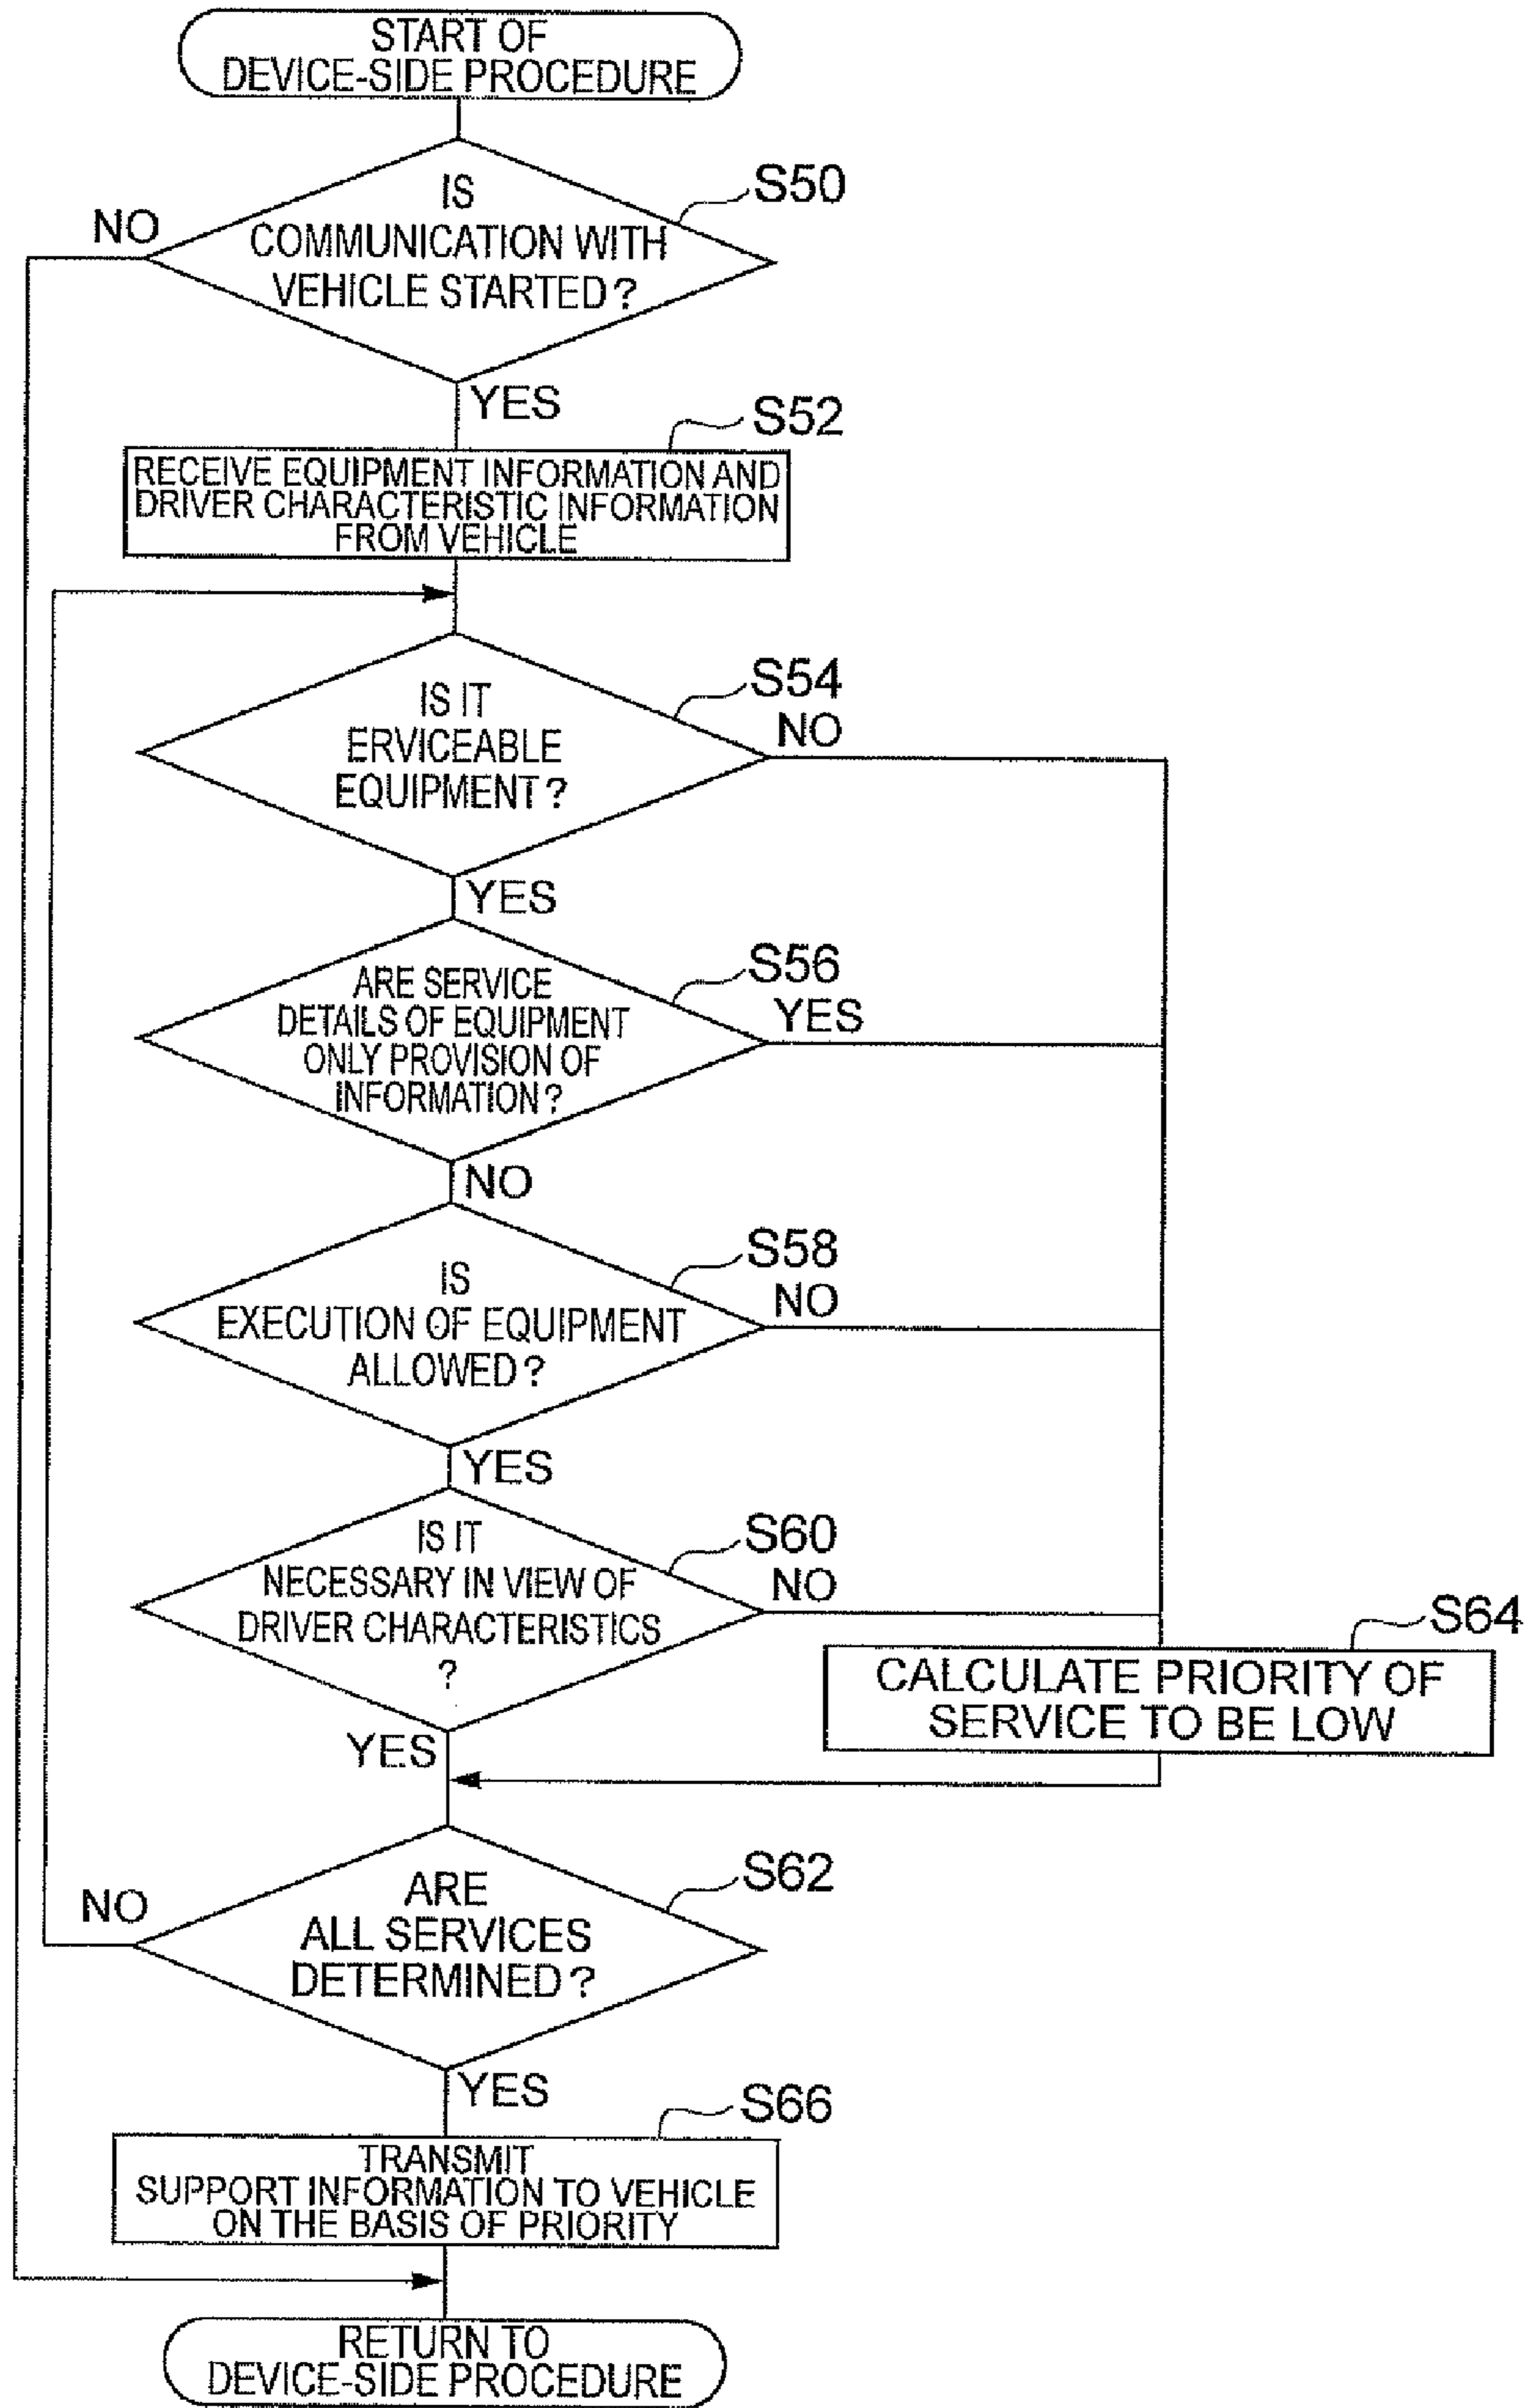 START OF
DEVICE-SIDE PROCEDURE
S50
IS
COMMUNICATION WITH
VEHICLE STARTED?
NO
YES
S52
RECEIVE EQUIPMENT INFORMATION AND
DRIVER CHARACTERISTIC INFORMATION
FROM VEHICLE
S54
IS IT
ERVICEABLE
EQUIPMENT?
NO
YES
S56
ARE SERVICE
DETAILS OF EQUIPMENT
ONLY PROVISION OF
INFORMATION?
YES
NO
S58
IS
EXECUTION OF EQUIPMENT
ALLOWED?
NO
YES
S60
IS IT
NECESSARY IN VIEW OF
DRIVER CHARACTERISTICS
?
NO
YES
S64
CALCULATE PRIORITY OF
SERVICE TO BE LOW
S62
ARE
ALL SERVICES
DETERMINED?
NO
YES
S66
TRANSMIT
SUPPORT INFORMATION TO VEHICLE
ON THE BASIS OF PRIORITY
RETURN TO
DEVICE-SIDE PROCEDURE